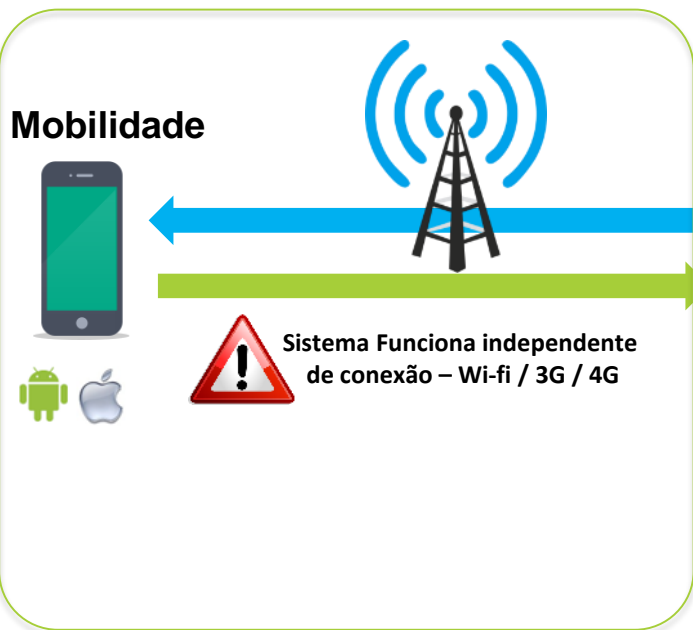 Mobilidade
Sistema Funciona independente
de conexão – Wi-fi / 3G / 4G